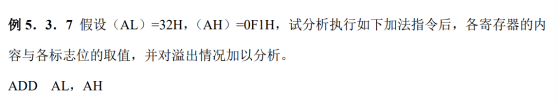 例 5．3．7 假设（AL）=32H，（AH）=0F1H，试分析执行如下加法指令后，各寄存器的内
容与各标志位的取值，并对溢出情况加以分析。
ADD AL，AH